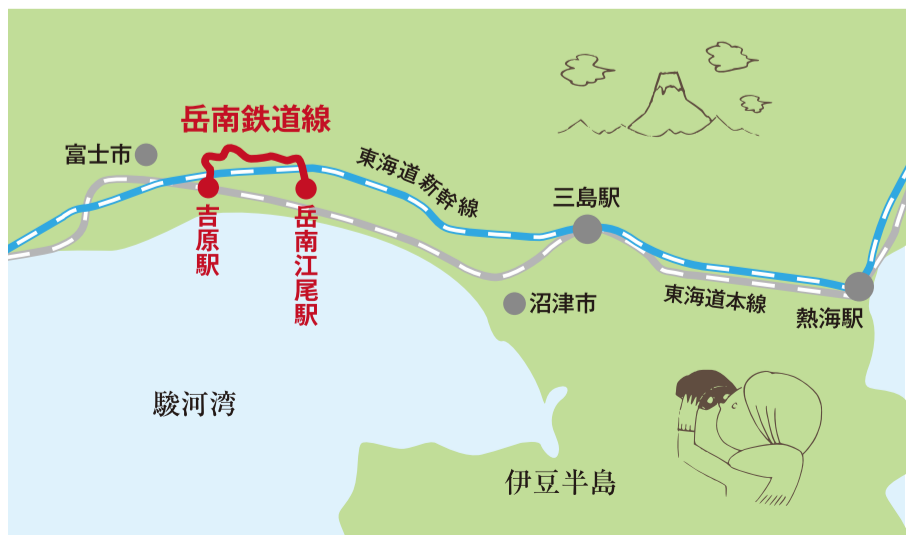 岳南鉄道線
富士市
東海道新幹線
三島駅
吉原駅
岳南江尾駅
沼津市
東海道本線
熱海駅
駿河湾
伊豆半島